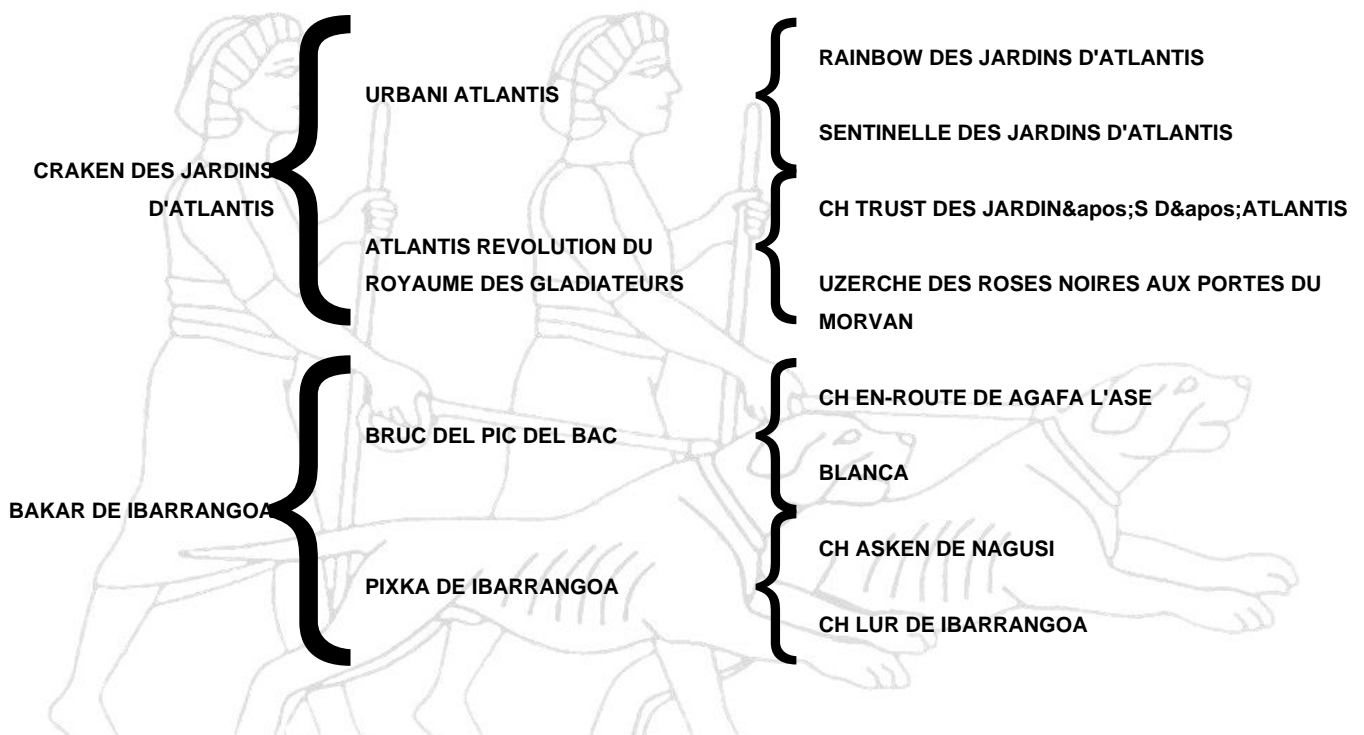 RAINBOW DES JARDINS D'ATLANTIS
URBANI ATLANTIS
SENTINELLE DES JARDINS D'ATLANTIS
CRAKEN DES JARDINS
D'ATLANTIS
CH TRUST DES JARDIN&apos;S D&apos;ATLANTIS
ATLANTIS REVOLUTION DU
ROYAUME DES GLADIATEURS
UZERCHE DES ROSES NOIRES AUX PORTES DU
MORVAN
CH EN-ROUTE DE AGAFA L'ASE
BRUC DEL PIC DEL BAC
BLANCA
BAKAR DE IBARRANGOA
CH ASKEN DE NAGUSI
PIXKA DE IBARRANGOA
CH LUR DE IBARRANGOA